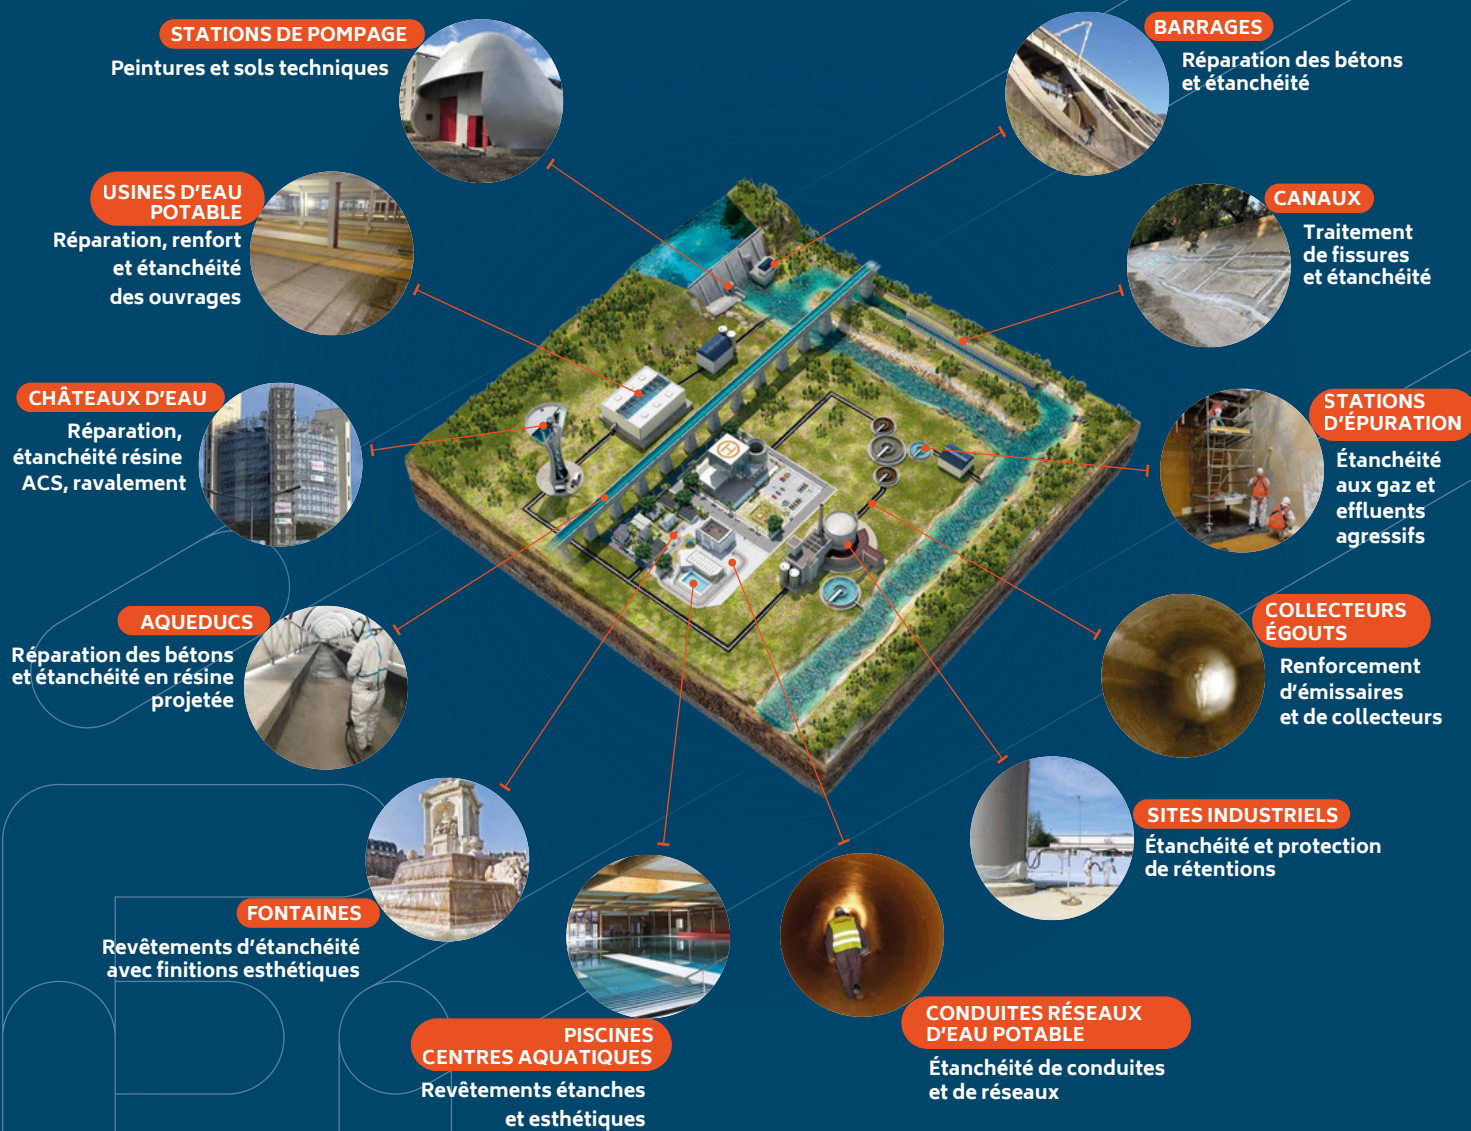 STATIONS DE POMPAGE
Peintures et sols techniques
USINES D'EAU
POTABLE
Réparation, renfort
et étanchéité
des ouvrages
CHÂTEAUX D'EAU
Réparation,
étanchéité résine
ACS, ravalement
AQUEDUCS
Réparation des bétons
et étanchéité en résine
projetée
FONTAINES
Revêtements d'étanchéité
avec finitions esthétiques
PISCINES
CENTRES AQUATIQUES
Revêtements étanches
et esthétiques
CONDUITES RÉSEAUX
D'EAU POTABLE
Étanchéité de conduites
et de réseaux
SITES INDUSTRIELS
Étanchéité et protection
de rétentions
COLLECTEURS
ÉGOUTS
Renforcement
d'émissaires
et de collecteurs
STATIONS
D'ÉPURATION
Étanchéité
aux gaz et
effluents
agressifs
CANAUX
Traitement
de fissures
et étanchéité
BARRAGES
Réparation des bétons
et étanchéité